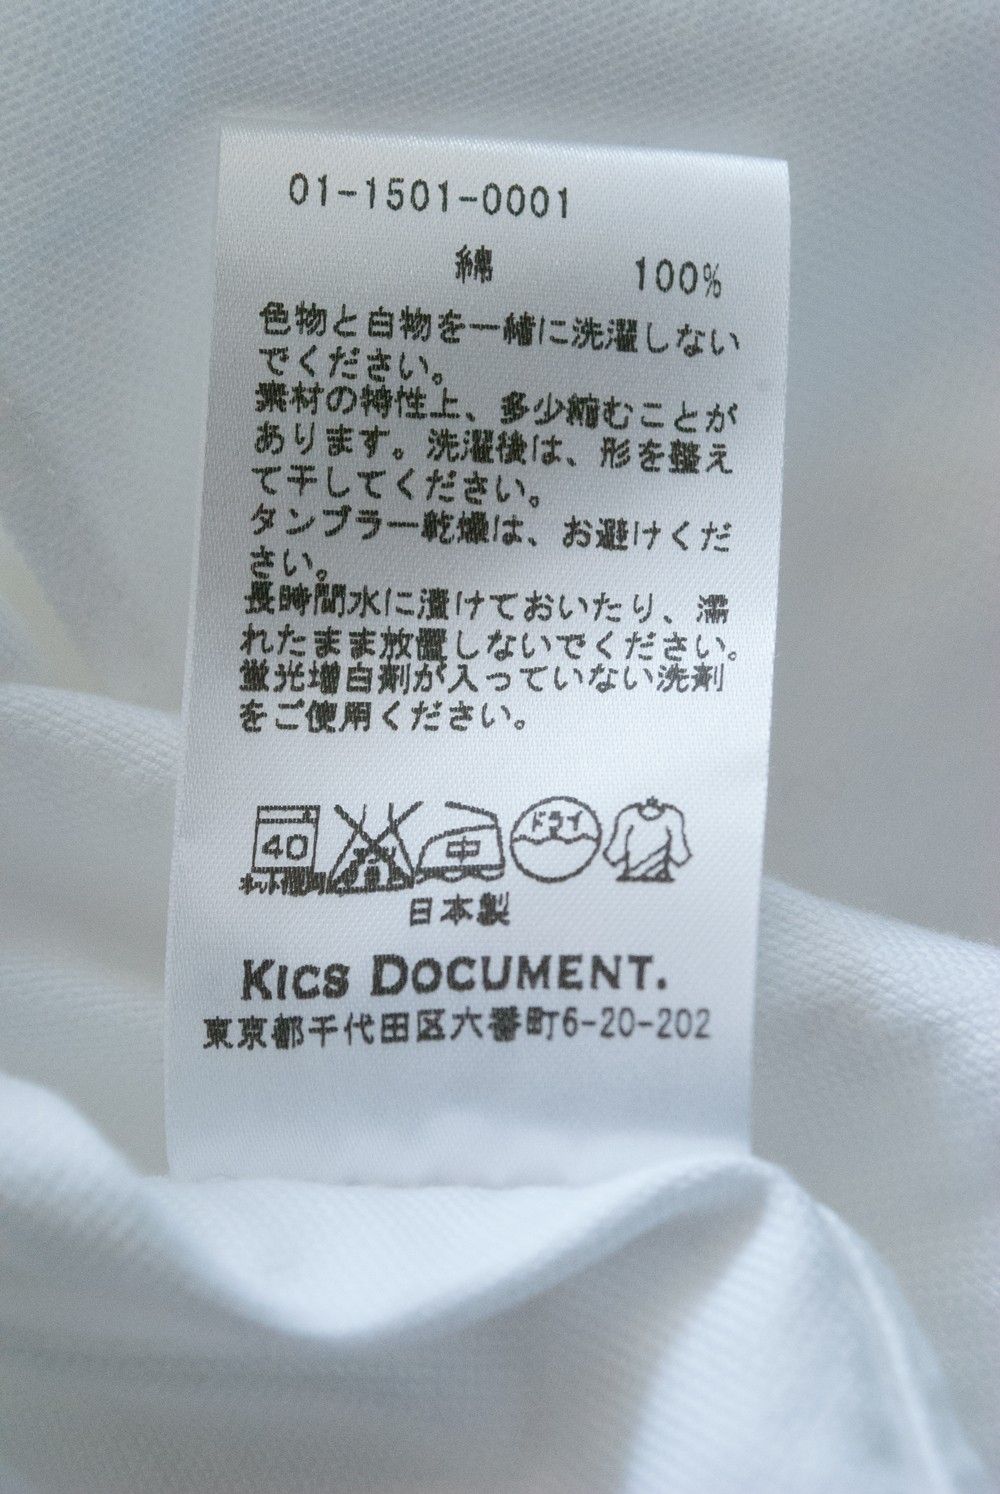 01-1501-0001
綿 100%
色物と白物を一緒に洗濯しない
でください。
素材の特性上、多少縮むことが
あります。洗濯後は、形を整え
て干してください。
タンブラー乾燥は、お避けくだ
さい。
長時間水に漬けておいたり、濡
れたまま放置しないでください。
蛍光増白剤が入っていない洗剤
をご使用ください。
40 中 ドライ
ネット使用
日本製
KICS DOCUMENT.
東京都千代田区六番町6-20-202